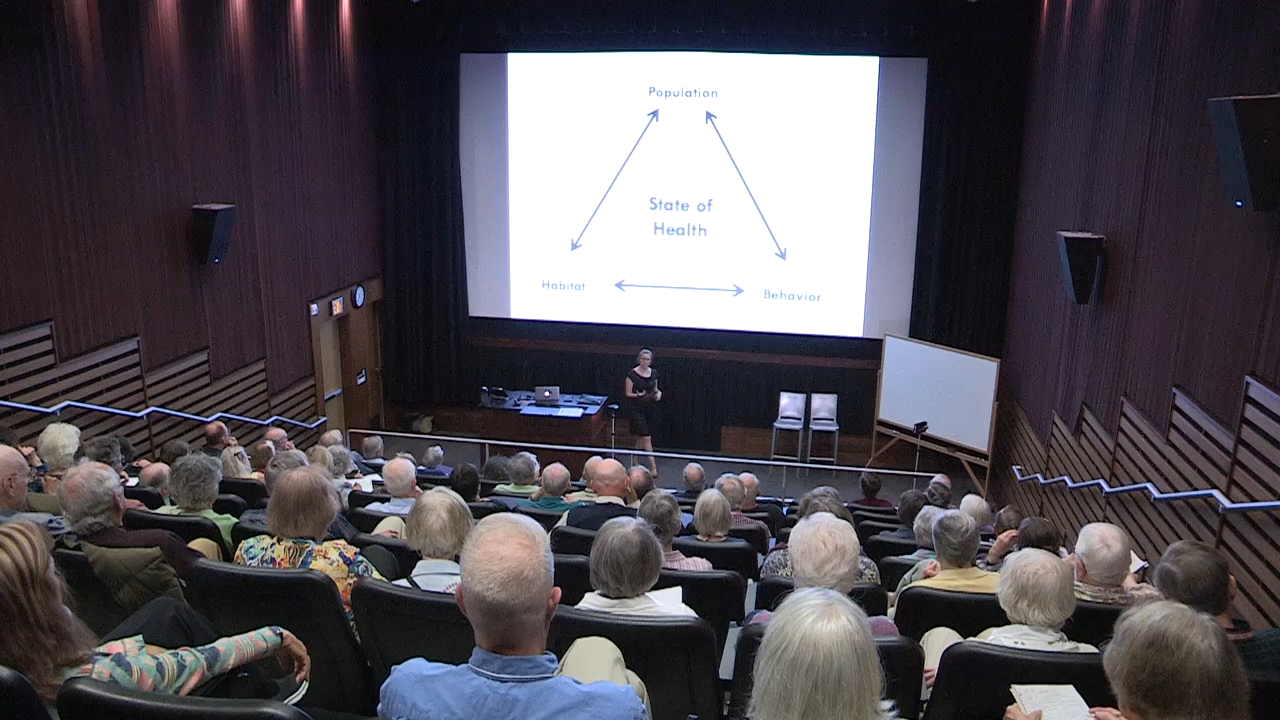 Population
State of
Health
Habitat
Behavior